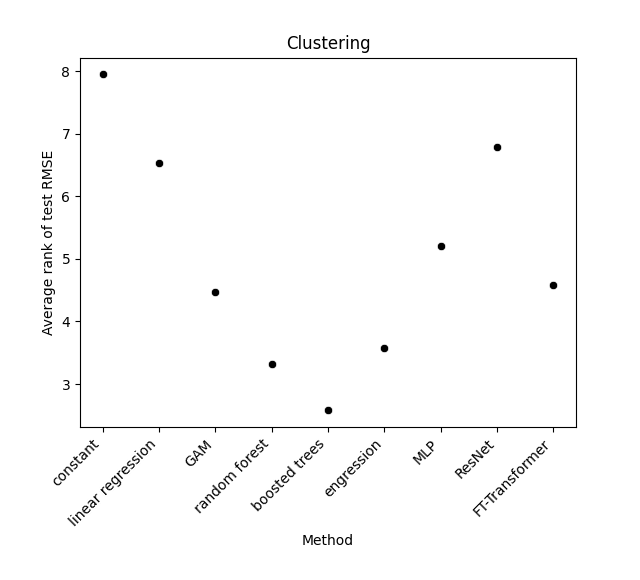 Clustering
Average rank of test RMSE
8
7
6
5
4
3
constant
linear regression
GAM
random forest
boosted trees
engression
MLP
ResNet
FT-Transformer
Method